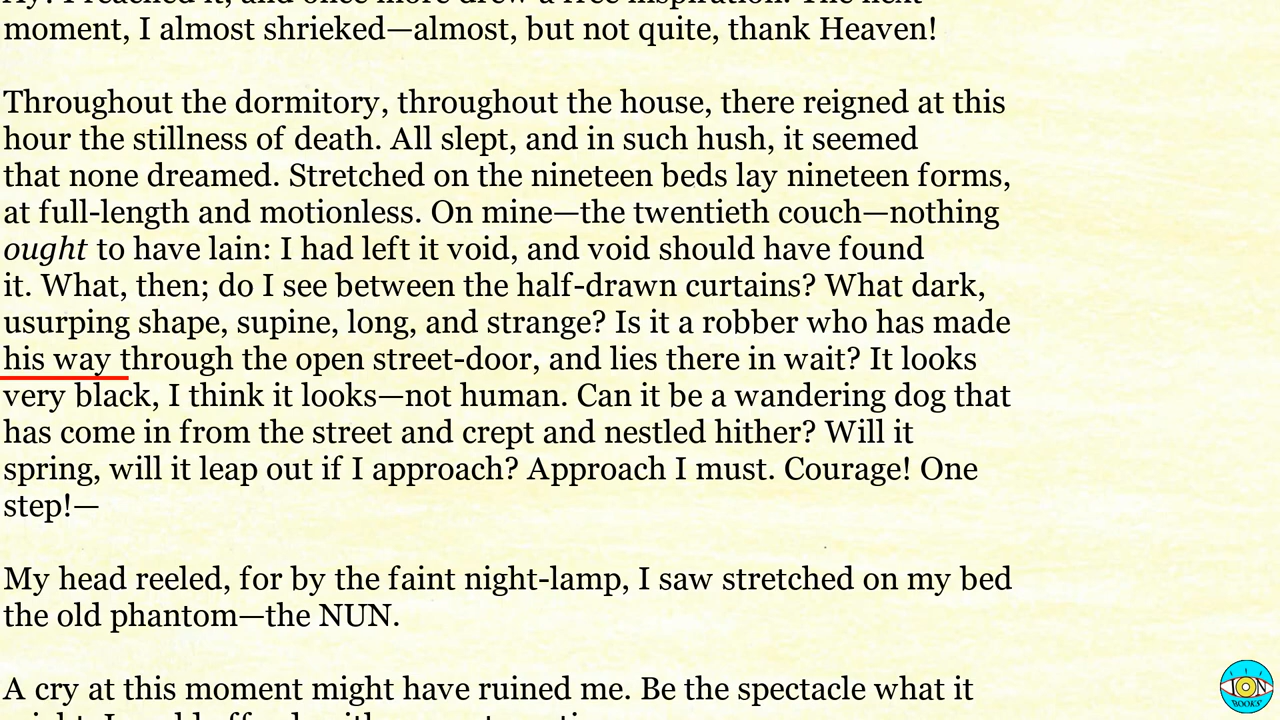 moment, I almost shrieked—almost, but not quite, thank Heaven!
Throughout the dormitory, throughout the house, there reigned at this
hour the stillness of death. All slept, and in such hush, it seemed
that none dreamed. Stretched on the nineteen beds lay nineteen forms,
at full-length and motionless. On mine—the twentieth couch—nothing
ought to have lain: I had left it void, and void should have found
it. What, then; do I see between the half-drawn curtains? What dark,
usurping shape, supine, long, and strange? Is it a robber who has made
his way through the open street-door, and lies there in wait? It looks
very black, I think it looks—not human. Can it be a wandering dog that
has come in from the street and crept and nestled hither? Will it
spring, will it leap out if I approach? Approach I must. Courage! One
step!—
My head reeled, for by the faint night-lamp, I saw stretched on my bed
the old phantom—the NUN.
A cry at this moment might have ruined me. Be the spectacle what it
ION
BOOKS